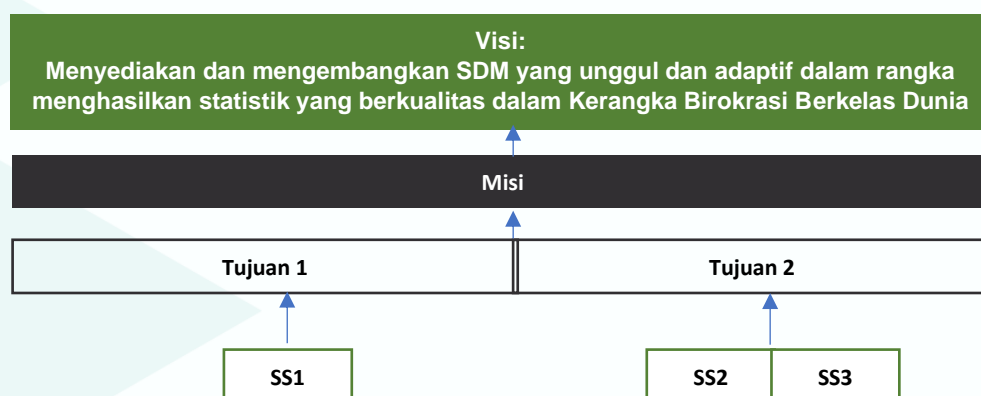 Visi:
Menyediakan dan mengembangkan SDM yang unggul dan adaptif dalam rangka
menghasilkan statistik yang berkualitas dalam Kerangka Birokrasi Berkelas Dunia
Misi
Tujuan 1
Tujuan 2
SS1
SS2
SS3